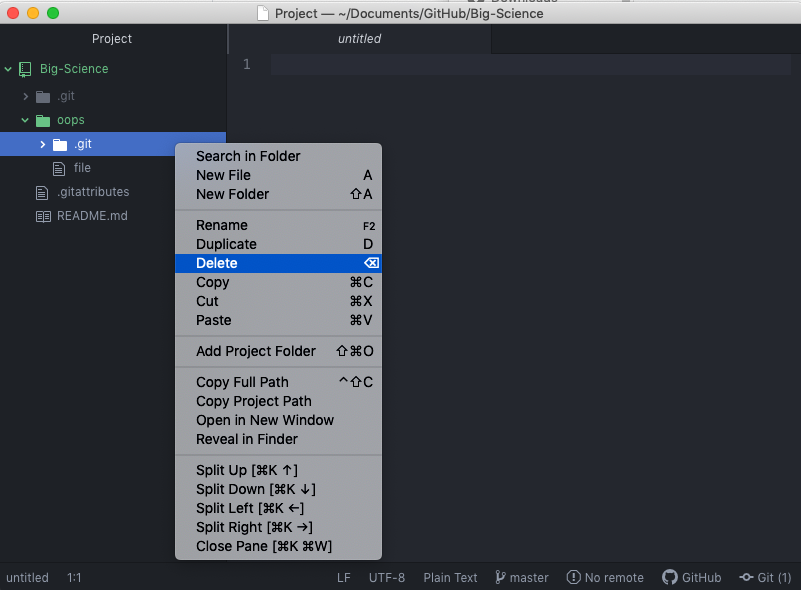 Downloads
Project — ~/Documents/GitHub/Big-Science
Project
untitled
Big-Science
1
.git
oops
.git
file
.gitattributes
README.md
Search in Folder
New File A
New Folder ⇧A
Rename F2
Duplicate D
Delete ⌫
Copy ⌘C
Cut ⌘X
Paste ⌘V
Add Project Folder ⇧⌘O
Copy Full Path ^⇧C
Copy Project Path
Open in New Window
Reveal in Finder
Split Up [⌘K ↑]
Split Down [⌘K ↓]
Split Left [⌘K ←]
Split Right [⌘K →]
Close Pane [⌘K ⌘W]
untitled 1:1 LF UTF-8 Plain Text master No remote GitHub Git (1)